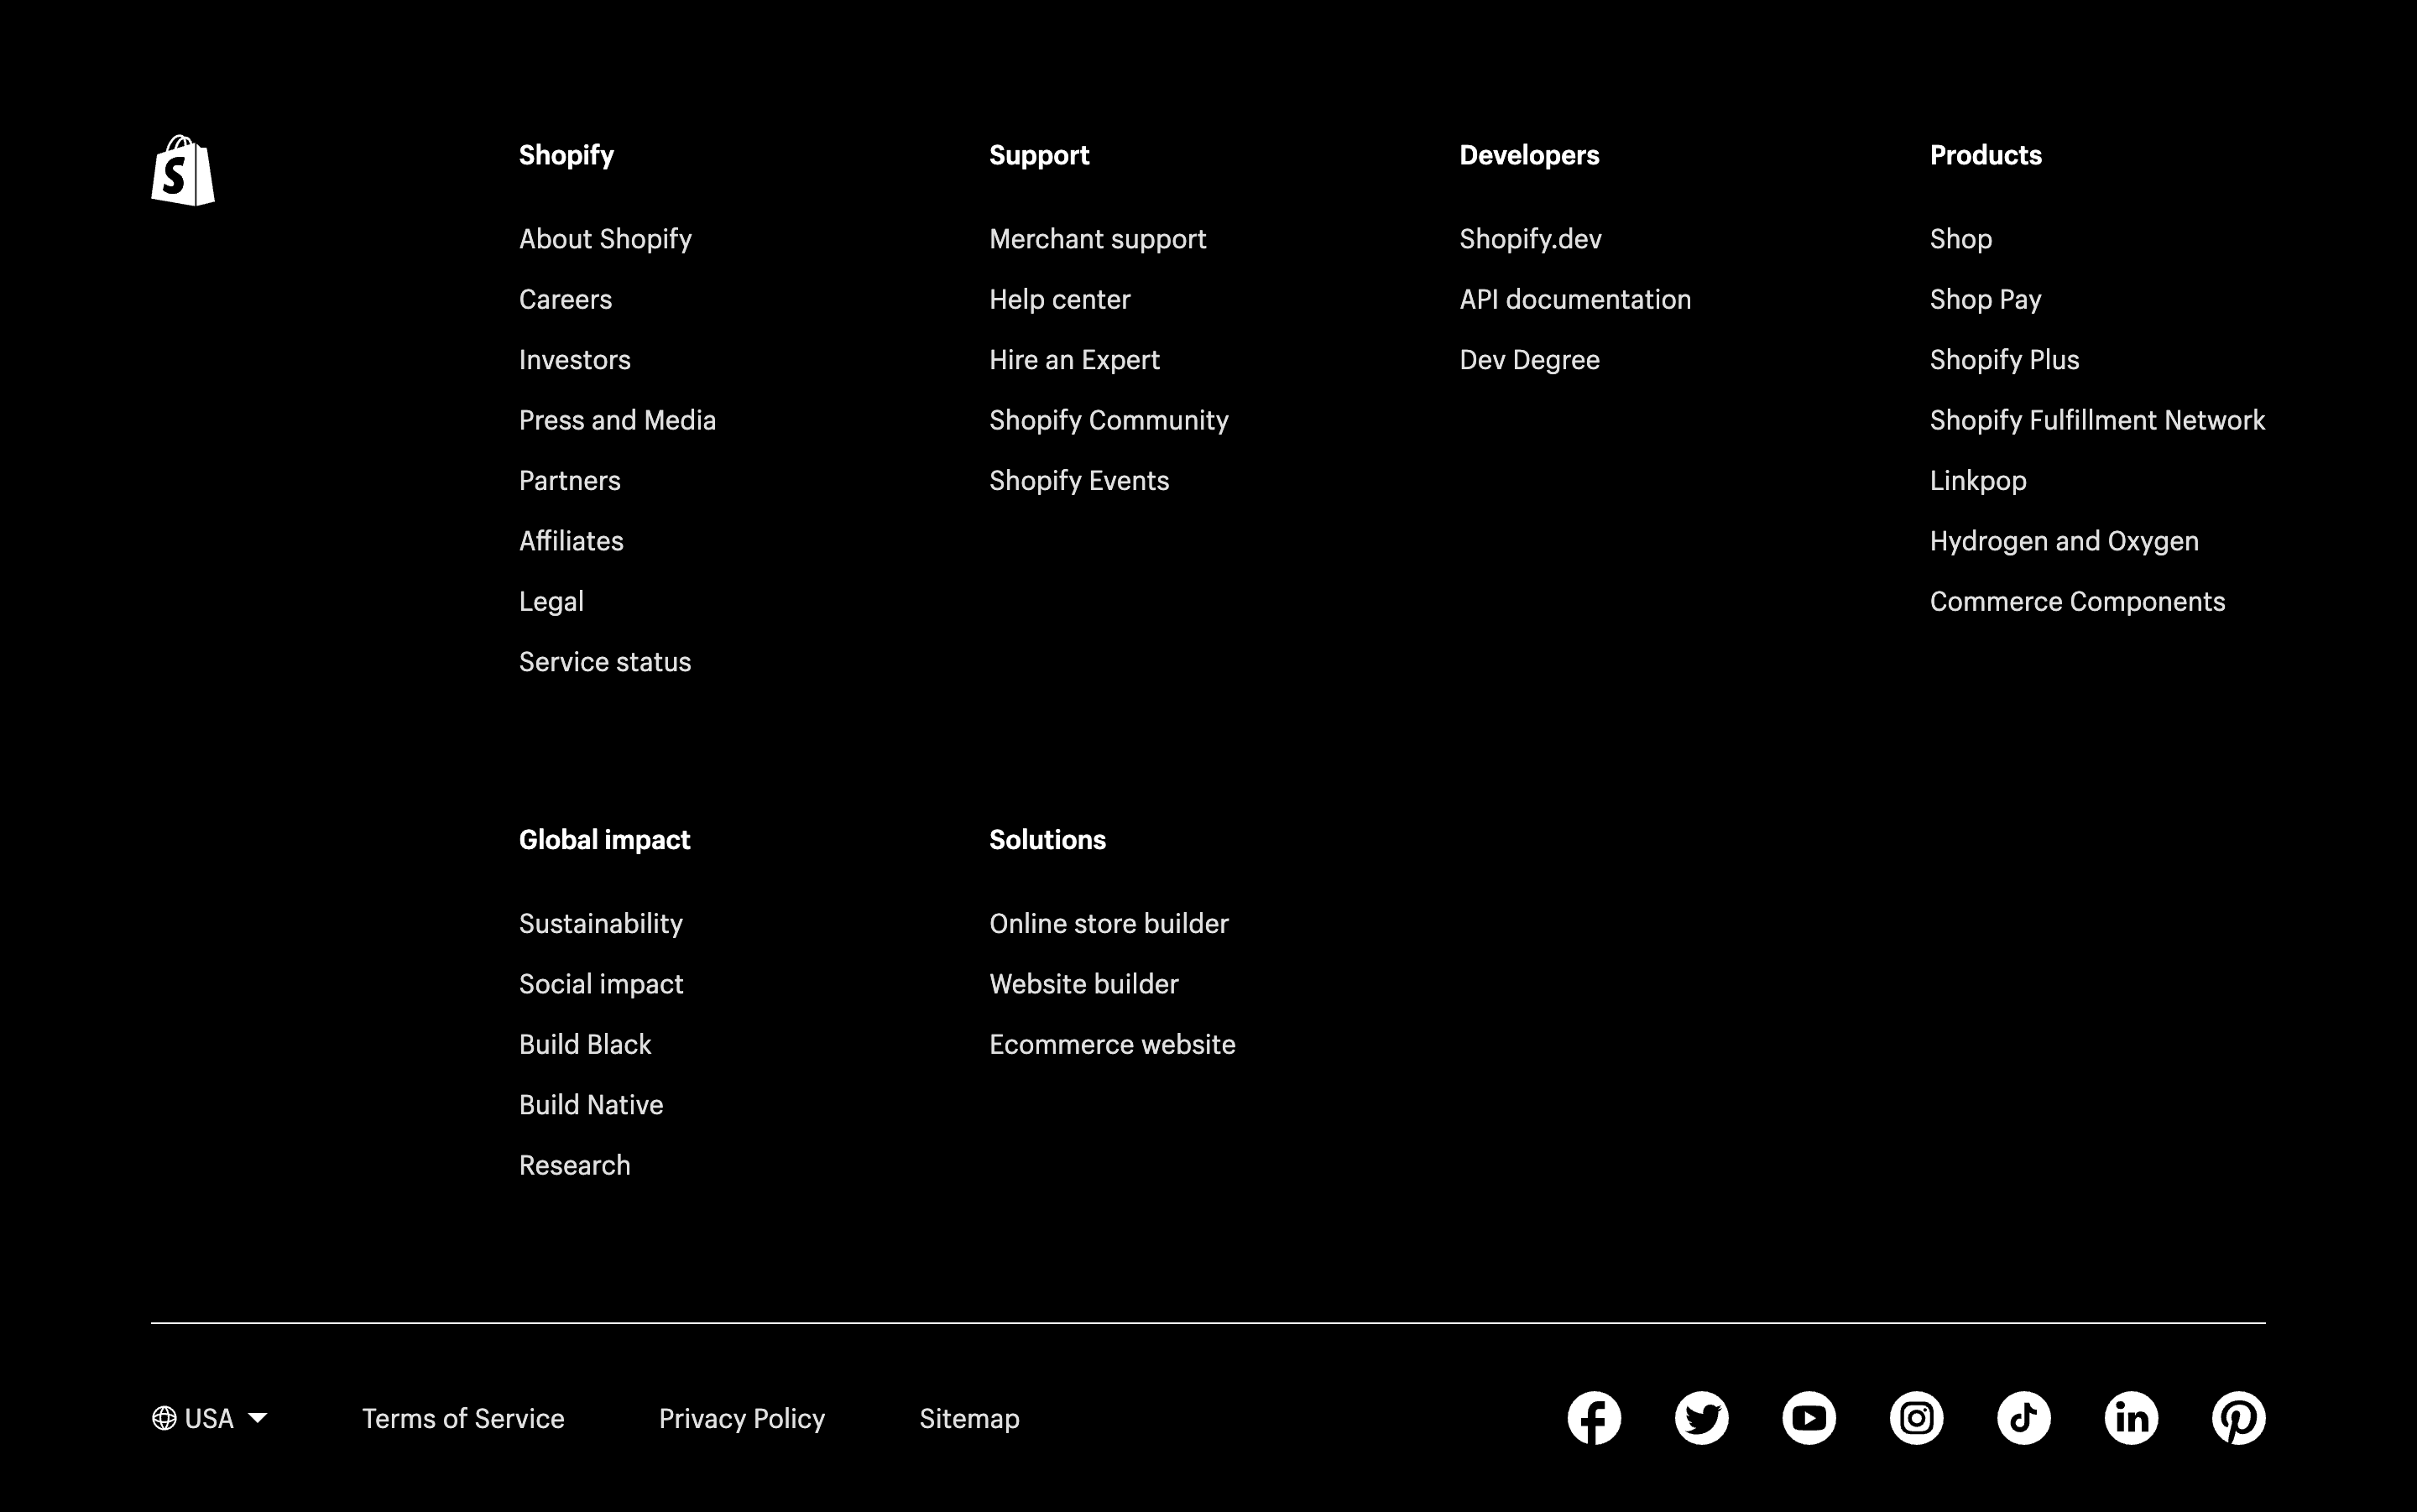 Shopify
About Shopify
Careers
Investors
Press and Media
Partners
Affiliates
Legal
Service status
Support
Merchant support
Help center
Hire an Expert
Shopify Community
Shopify Events
Developers
Shopify.dev
API documentation
Dev Degree
Products
Shop
Shop Pay
Shopify Plus
Shopify Fulfillment Network
Linkpop
Hydrogen and Oxygen
Commerce Components
Global impact
Sustainability
Social impact
Build Black
Build Native
Research
Solutions
Online store builder
Website builder
Ecommerce website
USA
Terms of Service
Privacy Policy
Sitemap